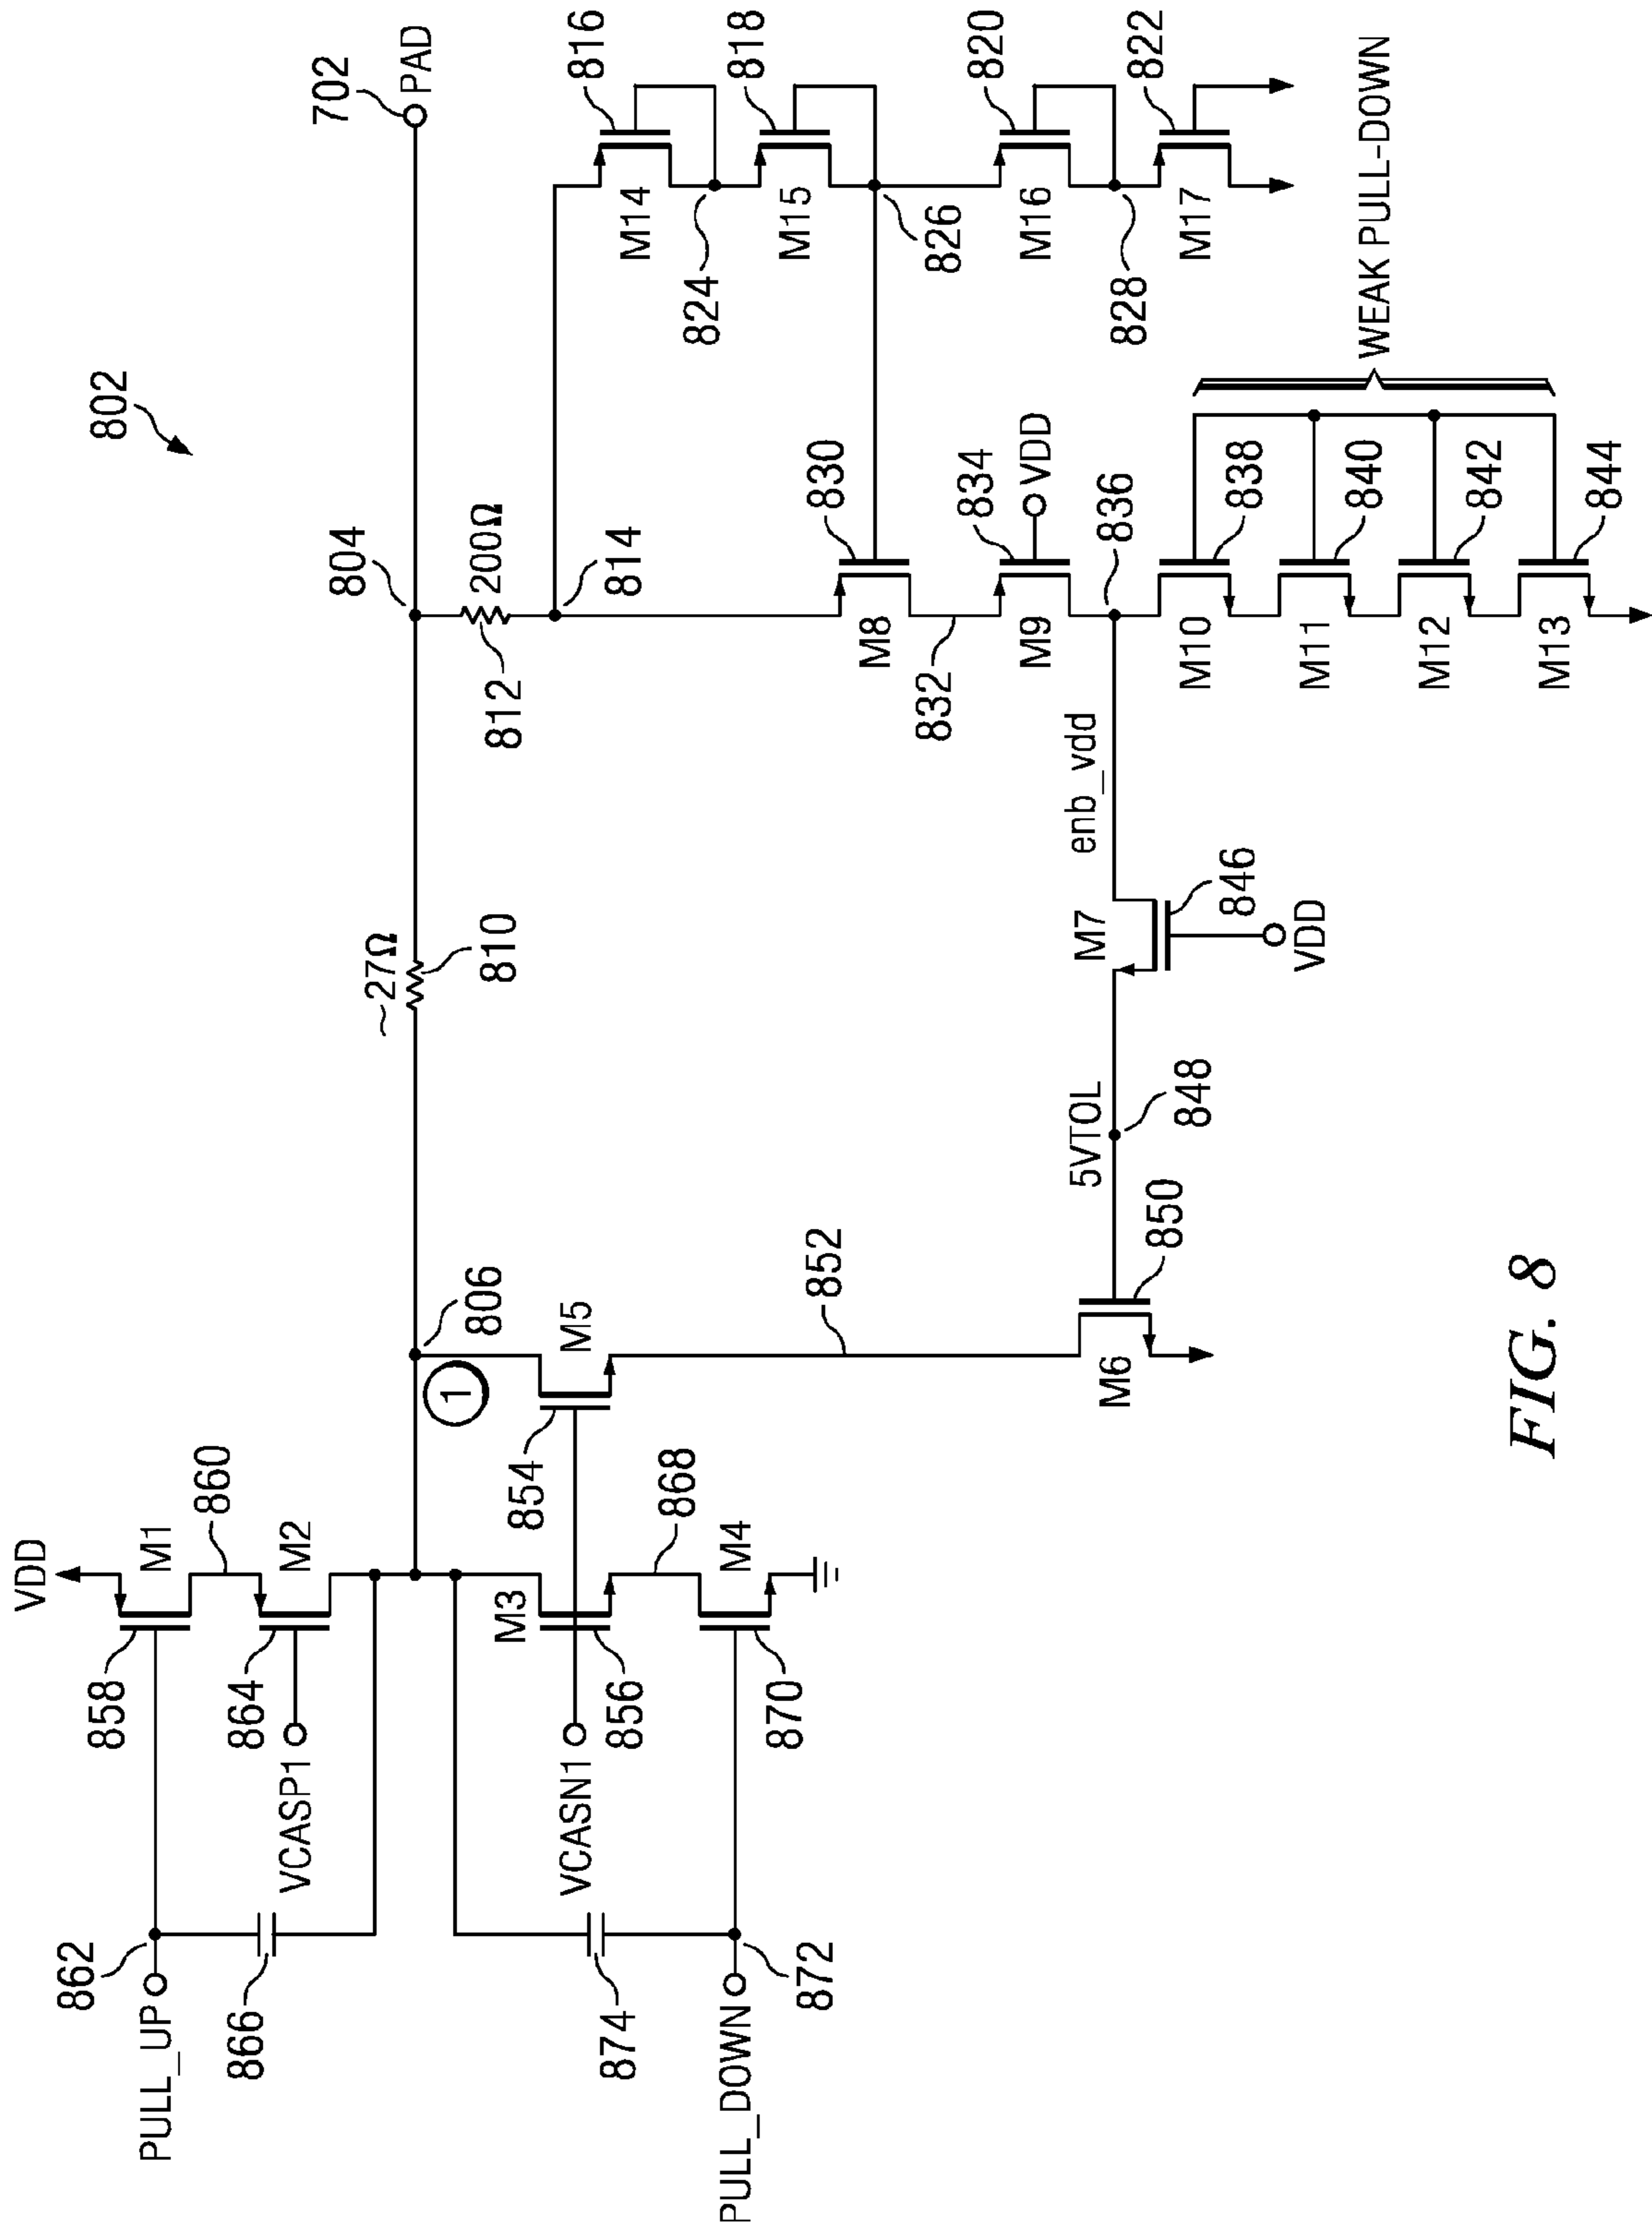 802
VDD
858
M1
860
862
PULL_UP
866
864
M2
VCASP1
806
1
~27Ω
810
804
702
PAD
812
200Ω
814
816
M14
824
818
M15
826
820
M16
828
822
M17
M3
VCASN1
856
854
M5
868
874
PULL_DOWN
872
870
M4
852
830
M8
832
834
VDD
M9
836
enb_vdd
M7
846
VDD
5VTOL
848
850
M6
838
M10
840
M11
842
M12
844
M13
WEAK PULL-DOWN
FIG. 8